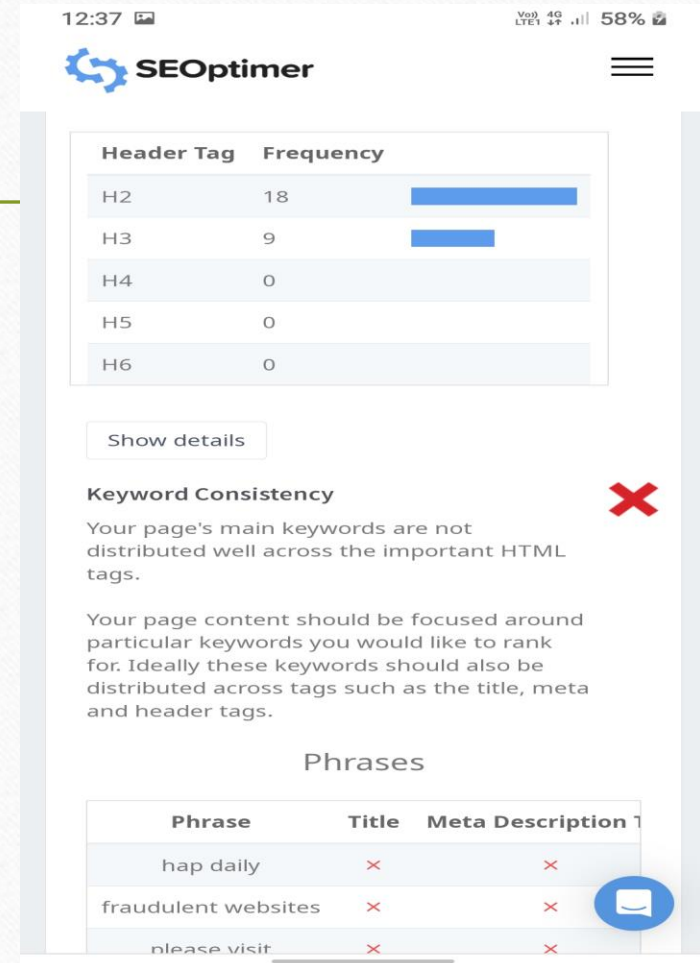 12:37 Vo)) LTE1 4G 58%
SEOptimer
Header Tag Frequency
H2 18
H3 9
H4 0
H5 0
H6 0
Show details
Keyword Consistency
Your page's main keywords are not
distributed well across the important HTML
tags.
Your page content should be focused around
particular keywords you would like to rank
for. Ideally these keywords should also be
distributed across tags such as the title, meta
and header tags.
Phrases
Phrase Title Meta Description T
hap daily × ×
fraudulent websites × ×
please visit × ×